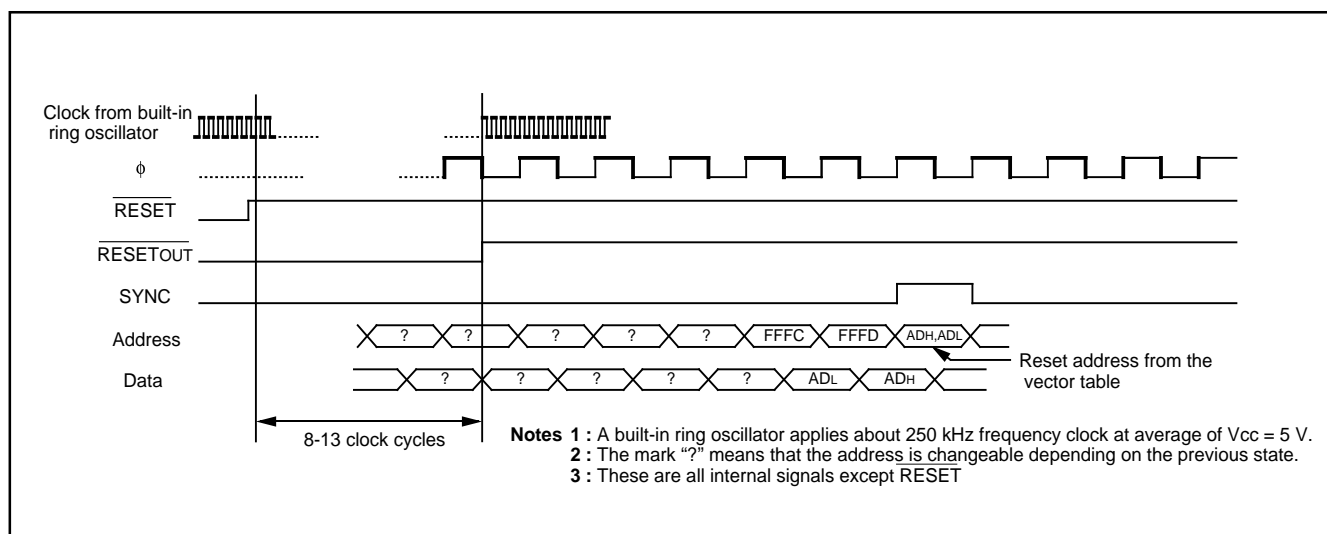 Clock from built-in
ring oscillator
ϕ
RESET
RESETOUT
SYNC
Address
? ? ? ? ? FFFC FFFD ADH,ADL
Reset address from the
vector table
Data
? ? ? ? ? ADL ADH
8-13 clock cycles
Notes 1 : A built-in ring oscillator applies about 250 kHz frequency clock at average of Vcc = 5 V.
2 : The mark “?” means that the address is changeable depending on the previous state.
3 : These are all internal signals except RESET